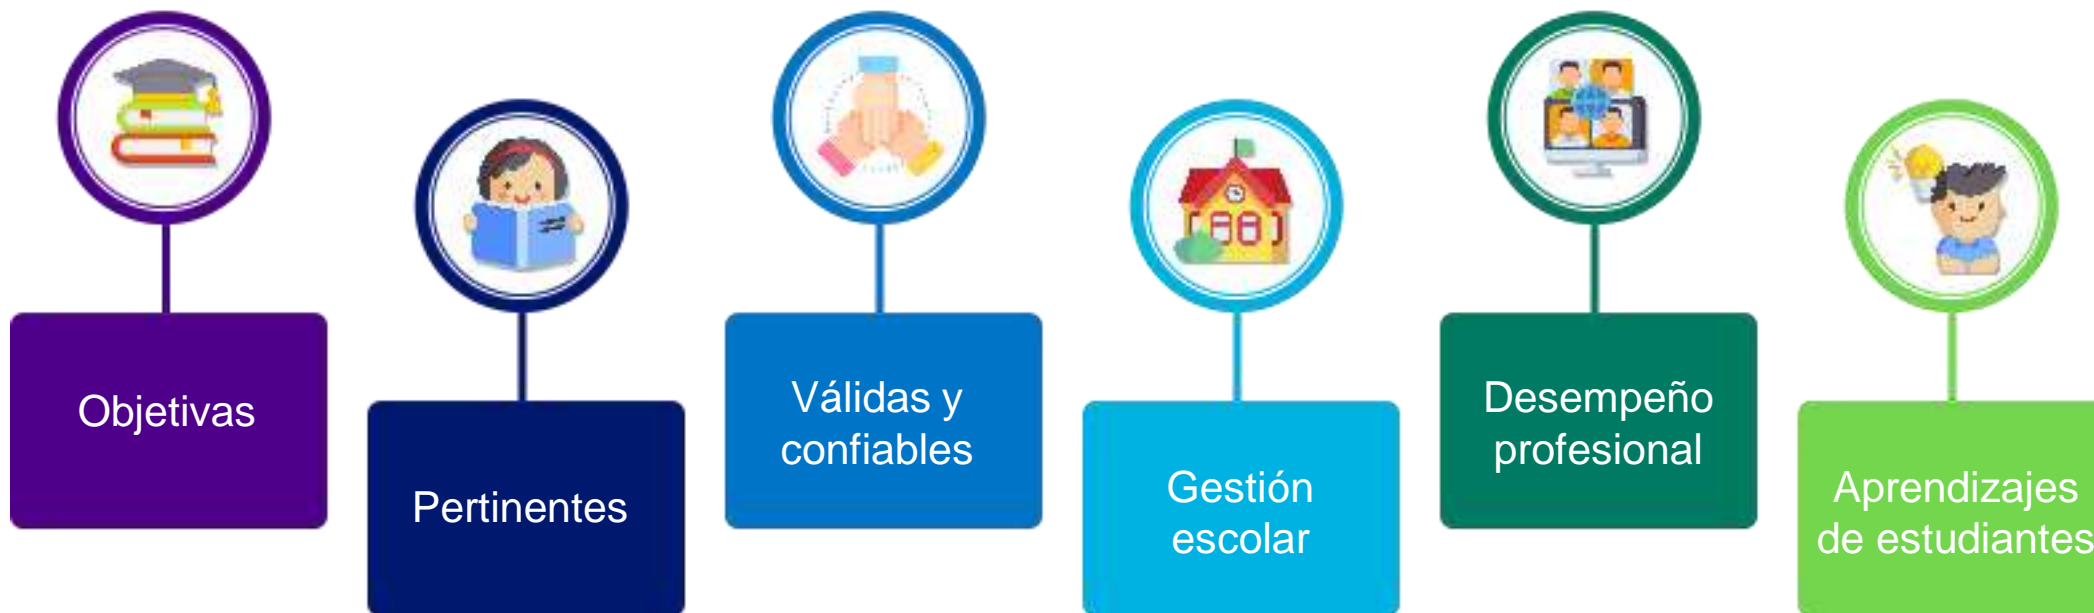 Objetivas
Pertinentes
Válidas y
confiables
Gestión
escolar
Desempeño
profesional
Aprendizajes
de estudiantes